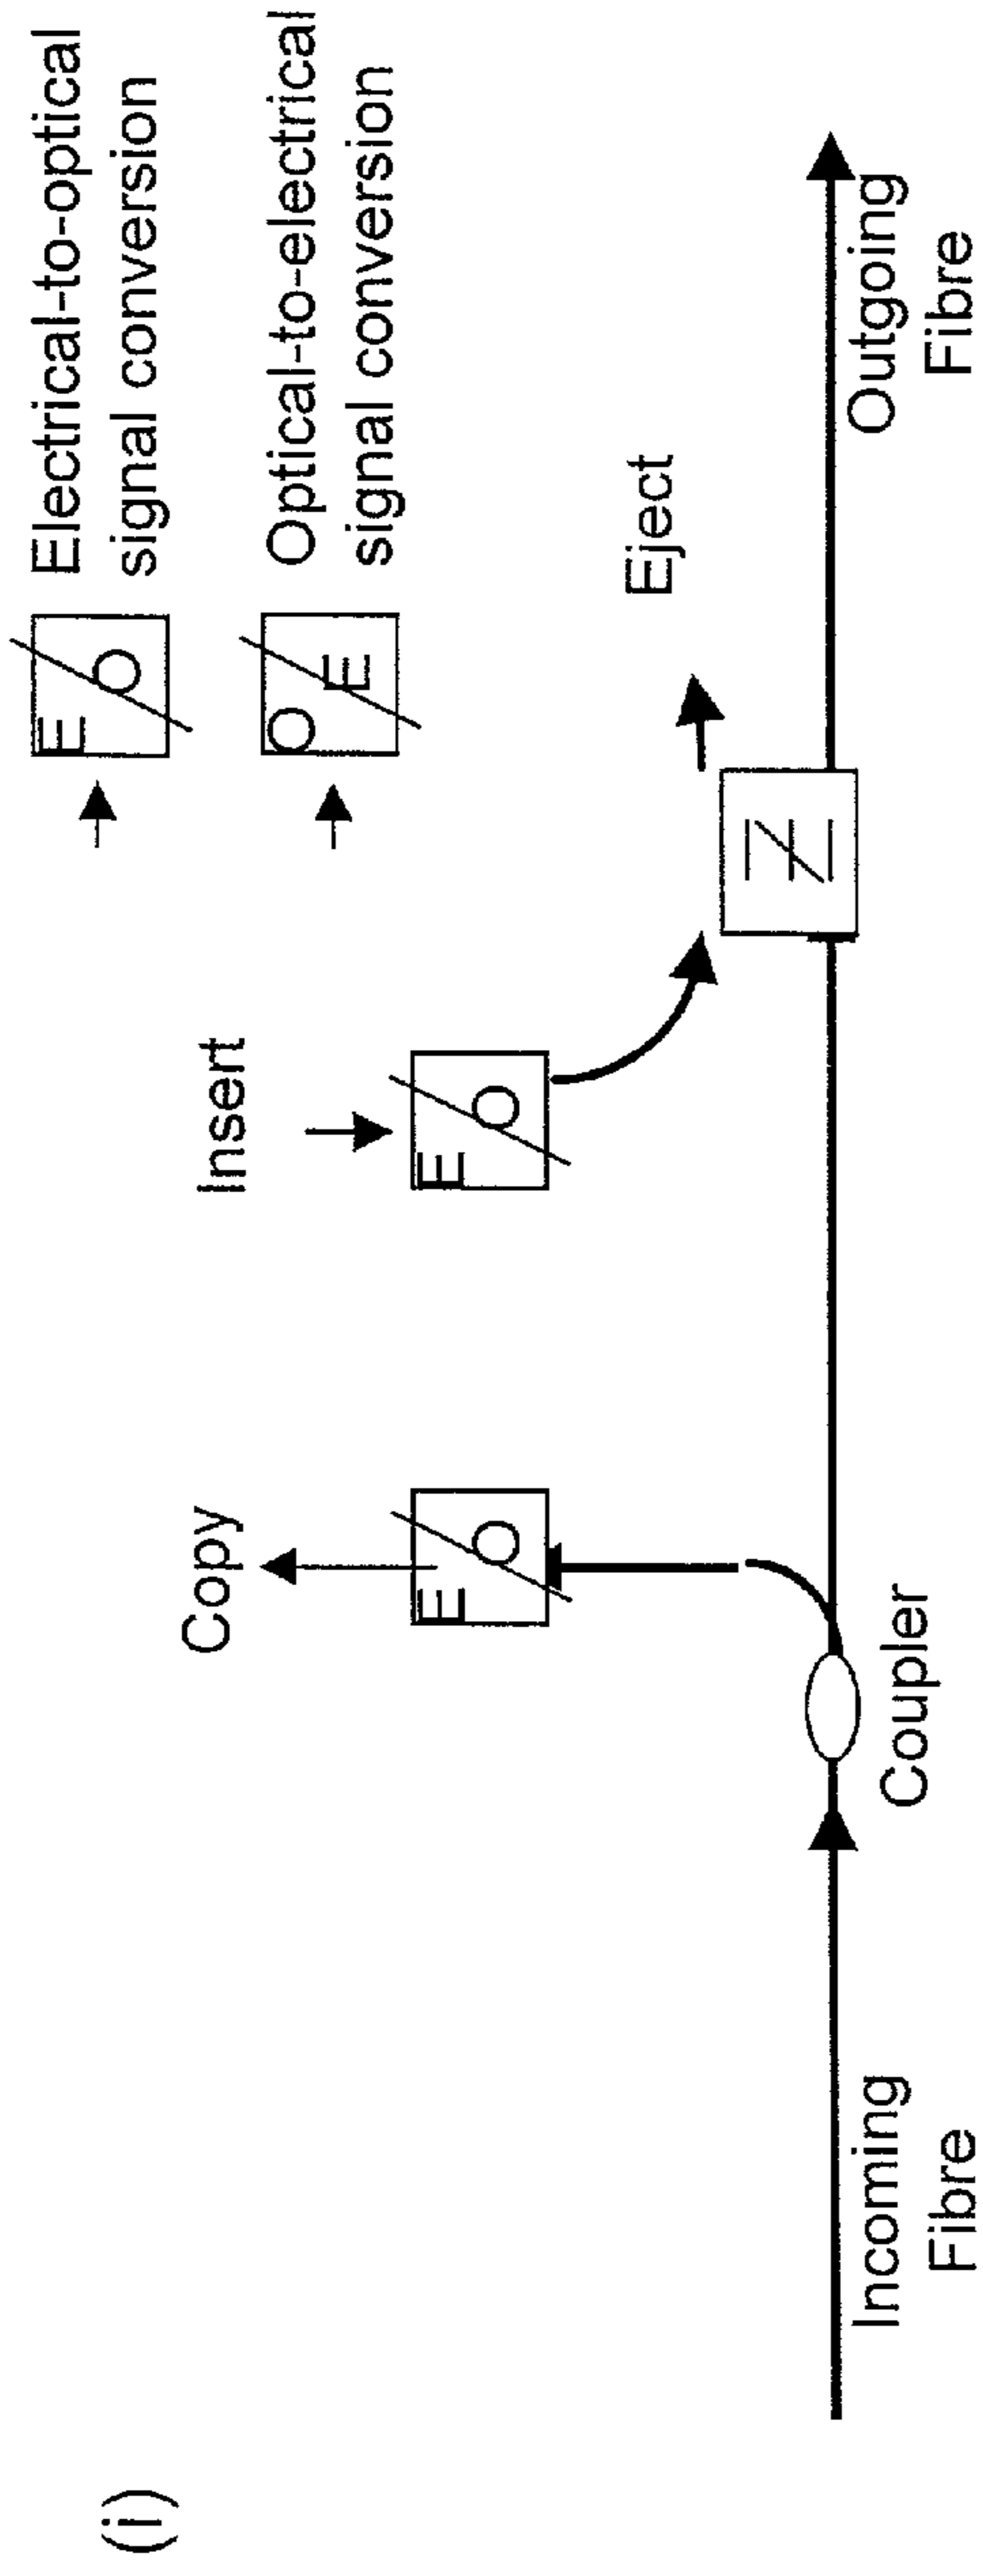 (i)
E
O
Electrical-to-optical
signal conversion
O
E
Optical-to-electrical
signal conversion
Copy
E
O
Insert
E
O
Eject
Incoming
Fibre
Coupler
Outgoing
Fibre